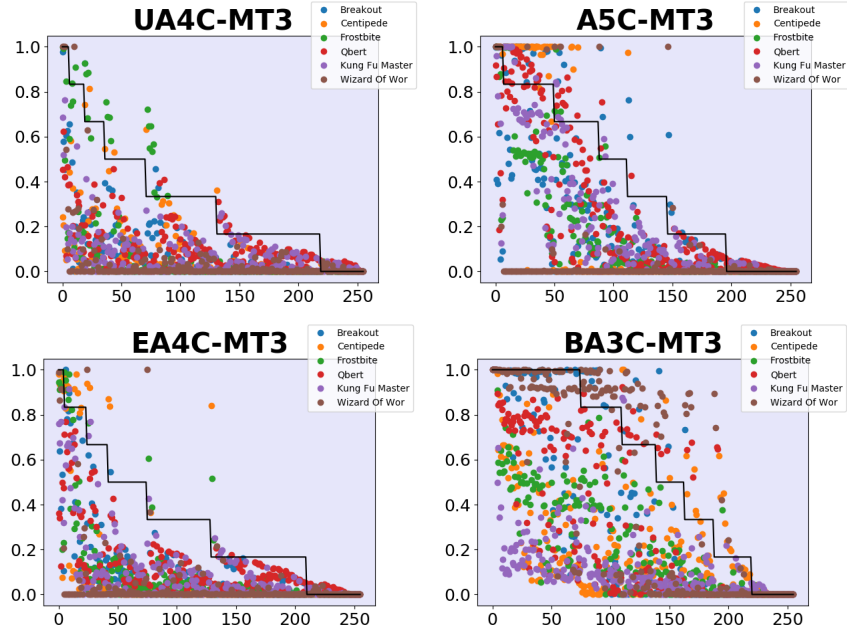 UA4C-MT3
Breakout
Centipede
Frostbite
Qbert
Kung Fu Master
Wizard Of Wor
1.0
0.8
0.6
0.4
0.2
0.0
0 50 100 150 200 250
A5C-MT3
Breakout
Centipede
Frostbite
Qbert
Kung Fu Master
Wizard Of Wor
1.0
0.8
0.6
0.4
0.2
0.0
0 50 100 150 200 250
EA4C-MT3
Breakout
Centipede
Frostbite
Qbert
Kung Fu Master
Wizard Of Wor
1.0
0.8
0.6
0.4
0.2
0.0
0 50 100 150 200 250
BA3C-MT3
Breakout
Centipede
Frostbite
Qbert
Kung Fu Master
Wizard Of Wor
1.0
0.8
0.6
0.4
0.2
0.0
0 50 100 150 200 250